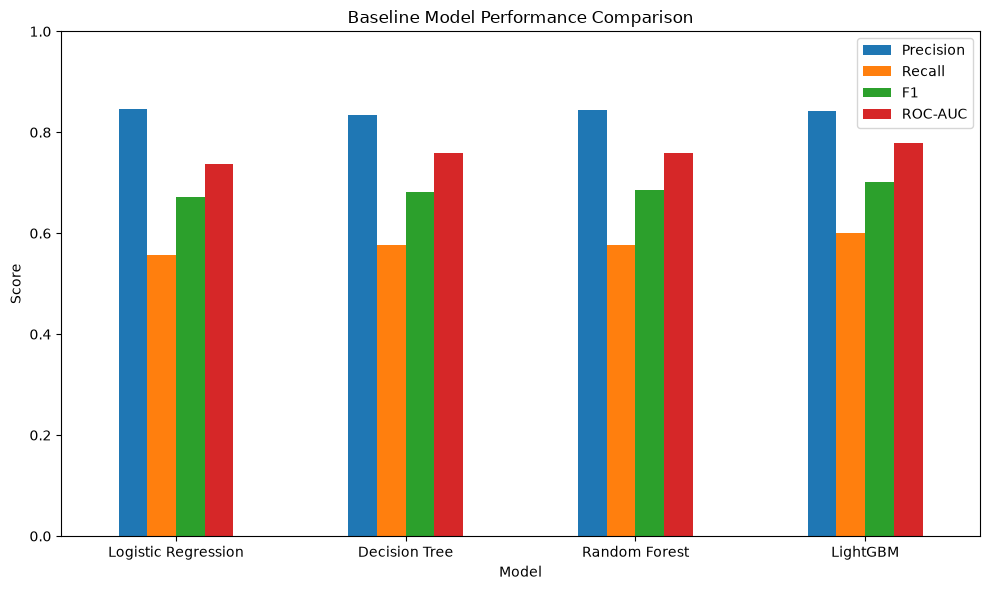 Baseline Model Performance Comparison
1.0
0.8
0.6
0.4
0.2
0.0
Score
Precision
Recall
F1
ROC-AUC
Logistic Regression
Decision Tree
Random Forest
LightGBM
Model